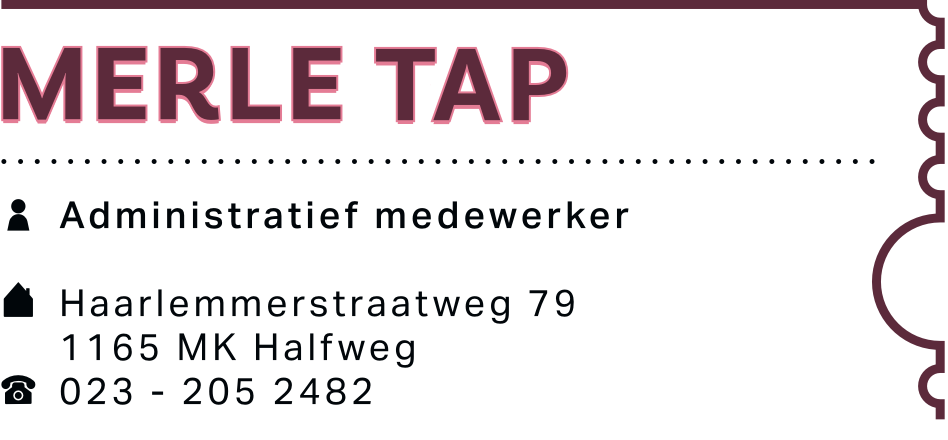 MERLE TAP
Administratief medewerker
Haarlemmerstraatweg 79
1165 MK Halfweg
023 - 205 2482